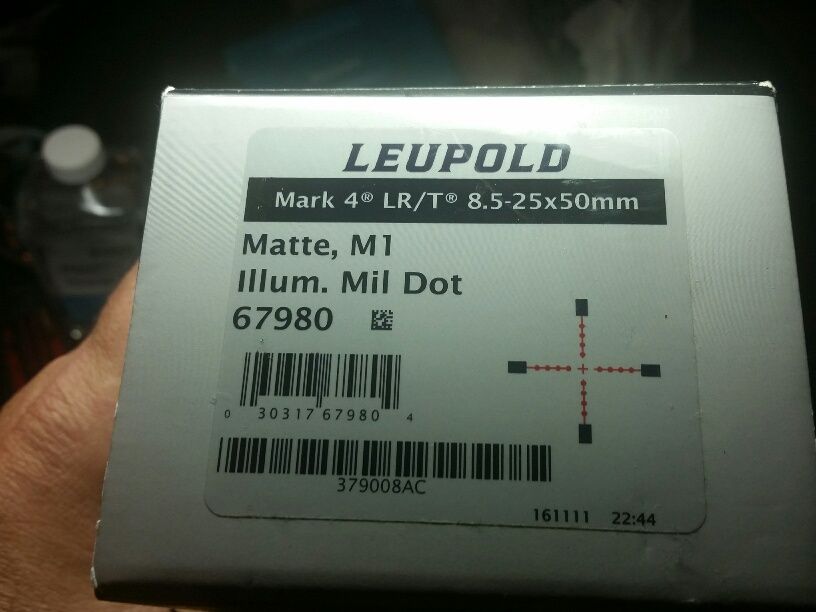 LEUPOLD
Mark 4® LR/T® 8.5-25x50mm
Matte, M1
Illum. Mil Dot
67980
0 30317 67980 4
379008AC
161111 22:44